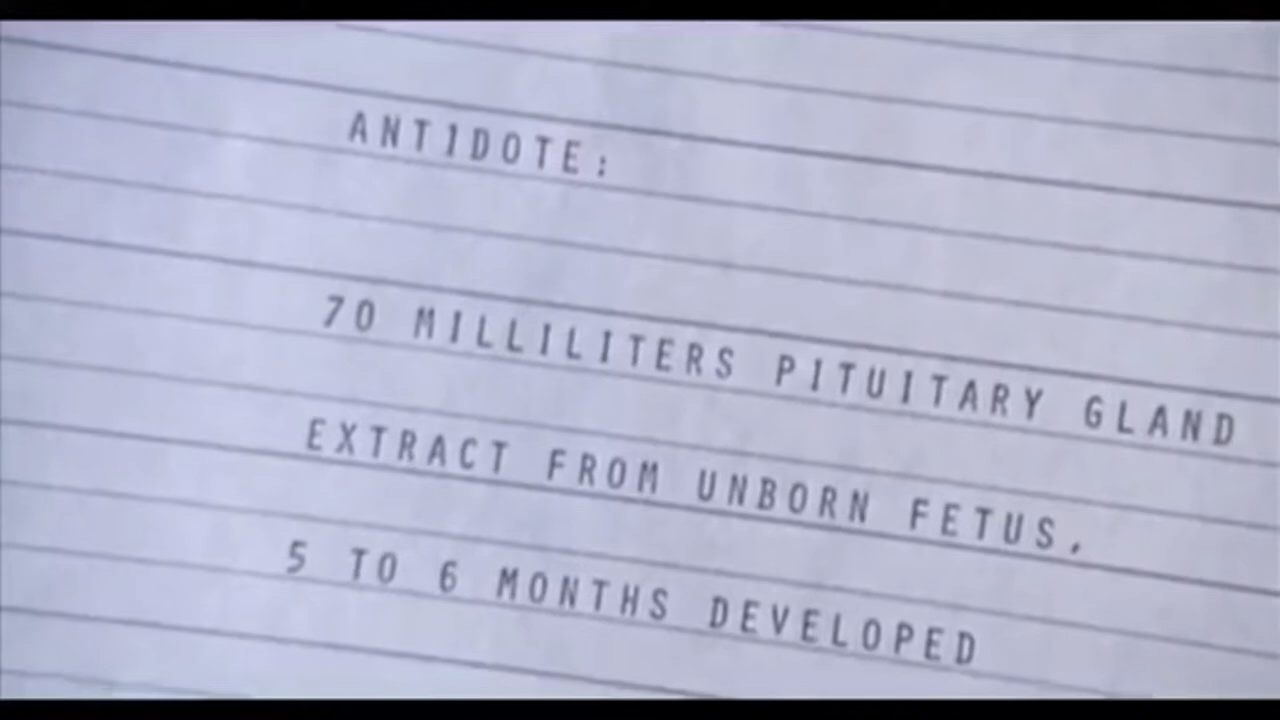 ANTIDOTE:
70 MILLILITERS PITUITARY GLAND
EXTRACT FROM UNBORN FETUS,
5 TO 6 MONTHS DEVELOPED